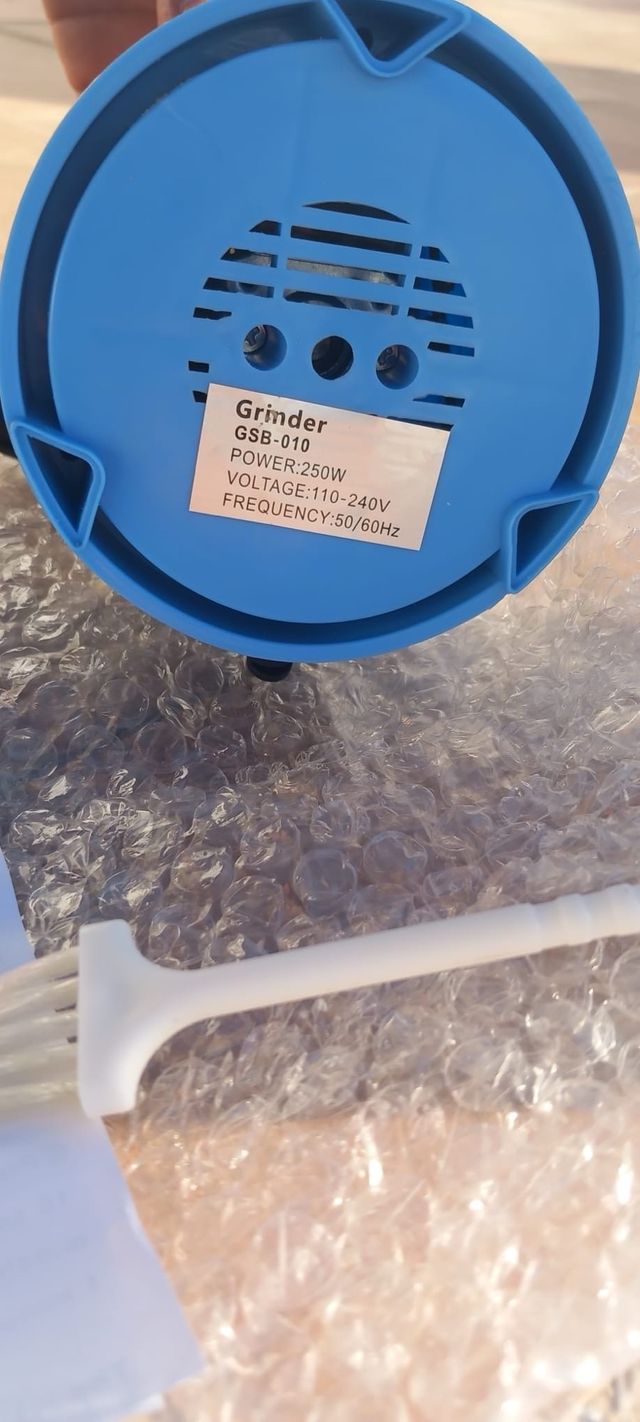 Grinder
GSB-010
POWER:250W
VOLTAGE:110-240V
FREQUENCY:50/60Hz